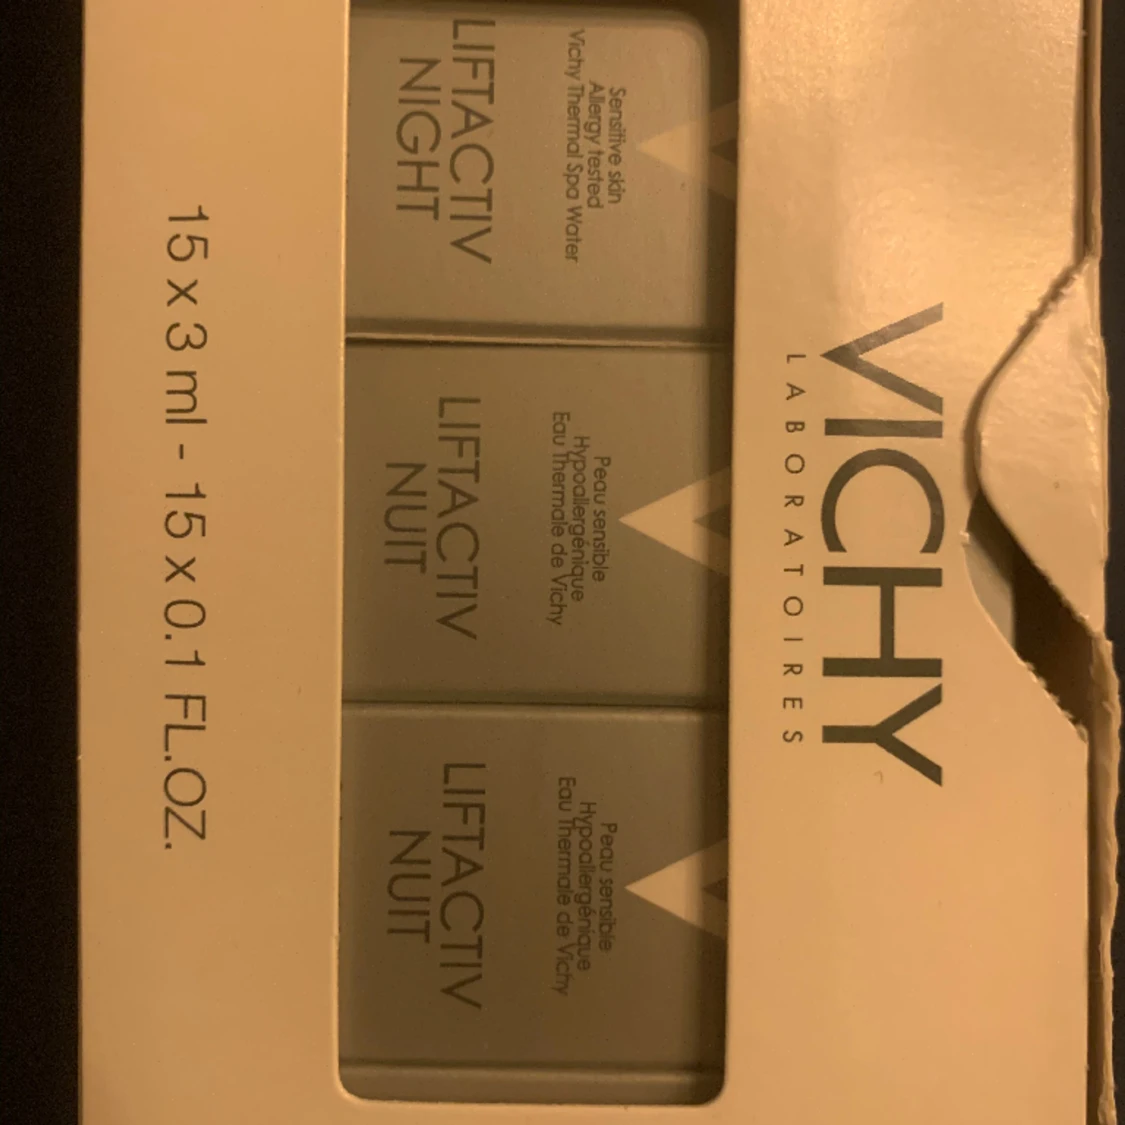 VICHY
LABORATOIRES
Sensitive skin
Allergy tested
Vichy Thermal Spa Water
LIFTACTIV
NIGHT
Peau sensible
Hypoallergénique
Eau Thermale de Vichy
LIFTACTIV
NUIT
Peau sensible
Hypoallergénique
Eau Thermale de Vichy
LIFTACTIV
NUIT
15 x 3 ml - 15 x 0.1 FL.OZ.